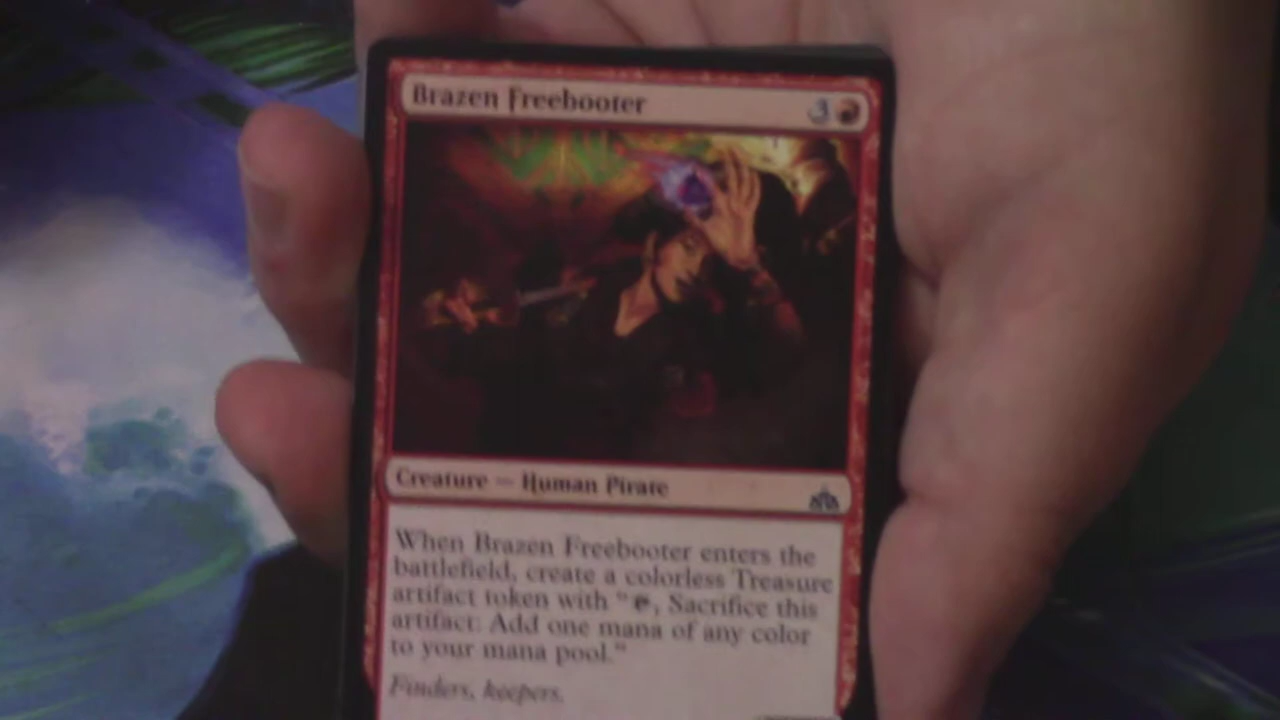 Brazen Freebooter 3
Creature — Human Pirate
When Brazen Freebooter enters the
battlefield, create a colorless Treasure
artifact token with "T, Sacrifice this
artifact: Add one mana of any color
to your mana pool."
Finders, keepers.